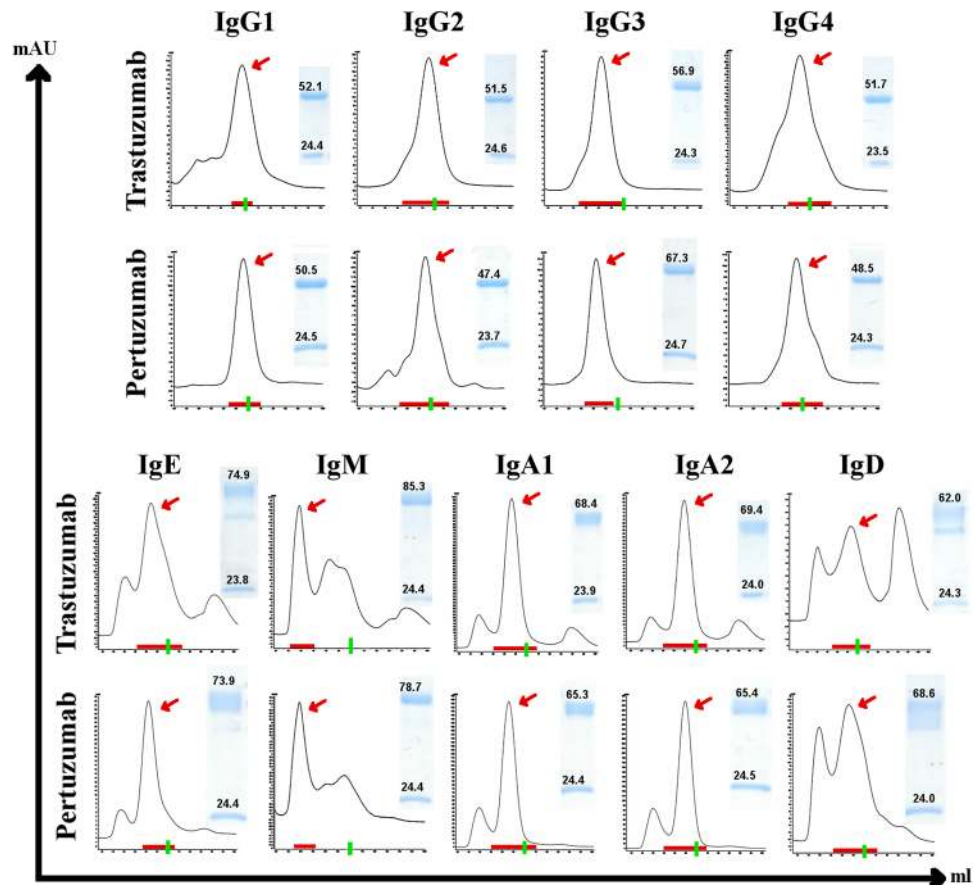 IgG1 IgG2 IgG3 IgG4
mAU
Trastuzumab
52.1 51.5 56.9 51.7
24.4 24.6 24.3 23.5
Pertuzumab
50.5 47.4 67.3 48.5
24.5 23.7 24.7 24.3
IgE IgM IgA1 IgA2 IgD
Trastuzumab
74.9 85.3 68.4 69.4 62.0
23.8 24.4 23.9 24.0 24.3
Pertuzumab
73.9 78.7 65.3 65.4 68.6
24.4 24.4 24.4 24.5 24.0
ml